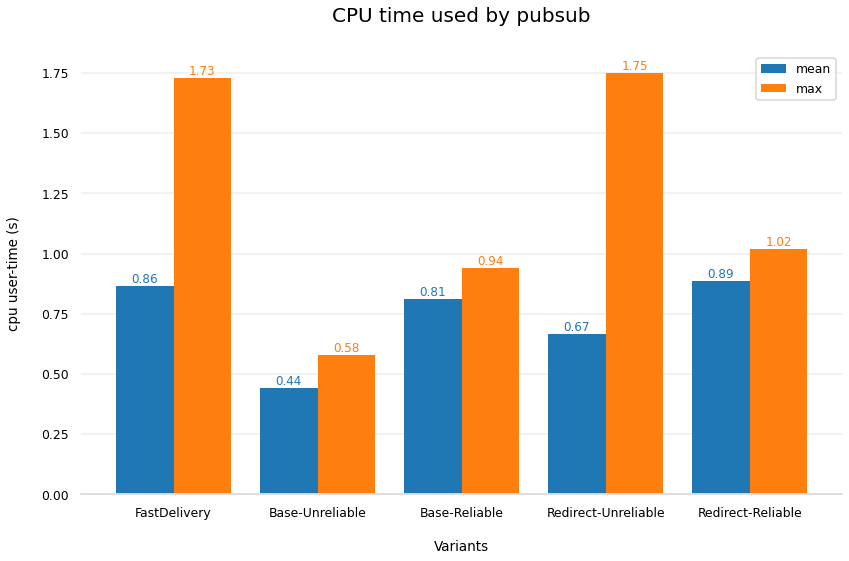 CPU time used by pubsub
mean
max
cpu user-time (s)
1.75
1.50
1.25
1.00
0.75
0.50
0.25
0.00
0.86
1.73
0.44
0.58
0.81
0.94
0.67
1.75
0.89
1.02
FastDelivery
Base-Unreliable
Base-Reliable
Redirect-Unreliable
Redirect-Reliable
Variants